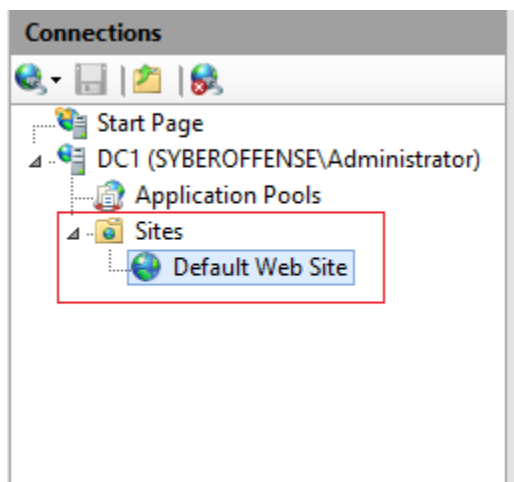 Connections
Start Page
DC1 (SYBEROFFENSE\Administrator)
Application Pools
Sites
Default Web Site